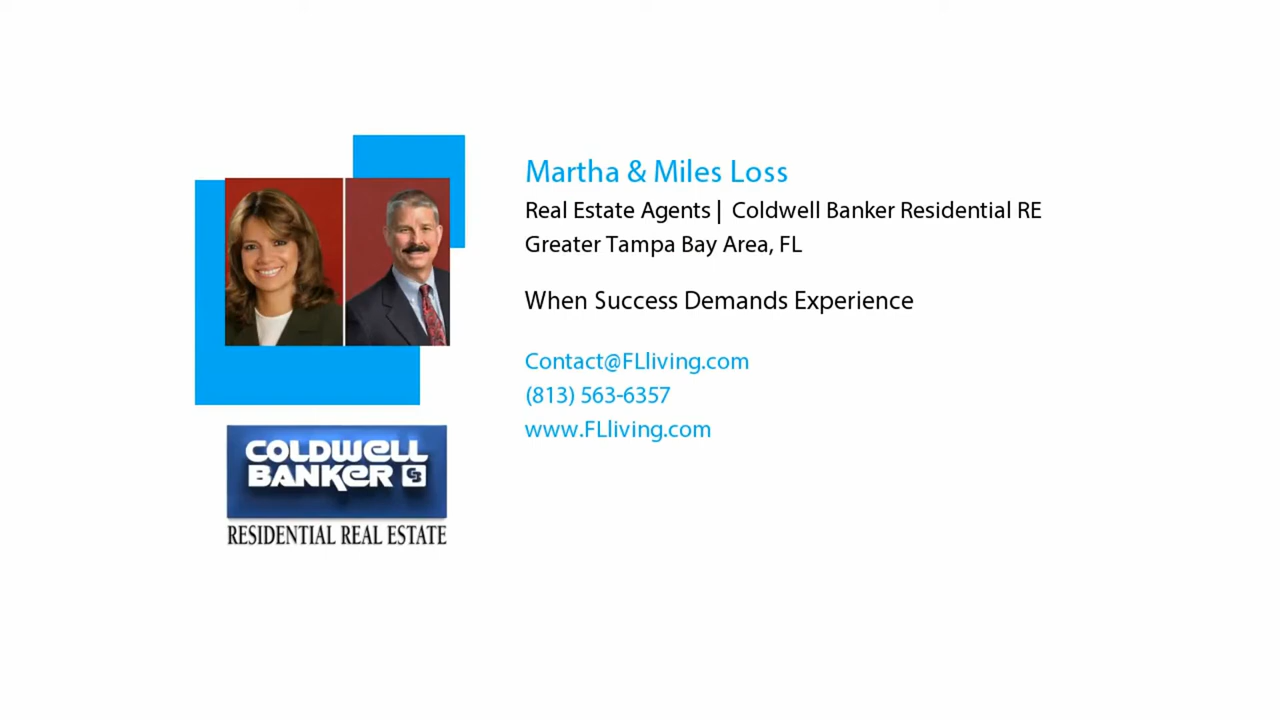 Martha & Miles Loss
Real Estate Agents | Coldwell Banker Residential RE
Greater Tampa Bay Area, FL
When Success Demands Experience
Contact@FLliving.com
(813) 563-6357
www.FLliving.com
COLDWELL
BANKER CB
RESIDENTIAL REAL ESTATE